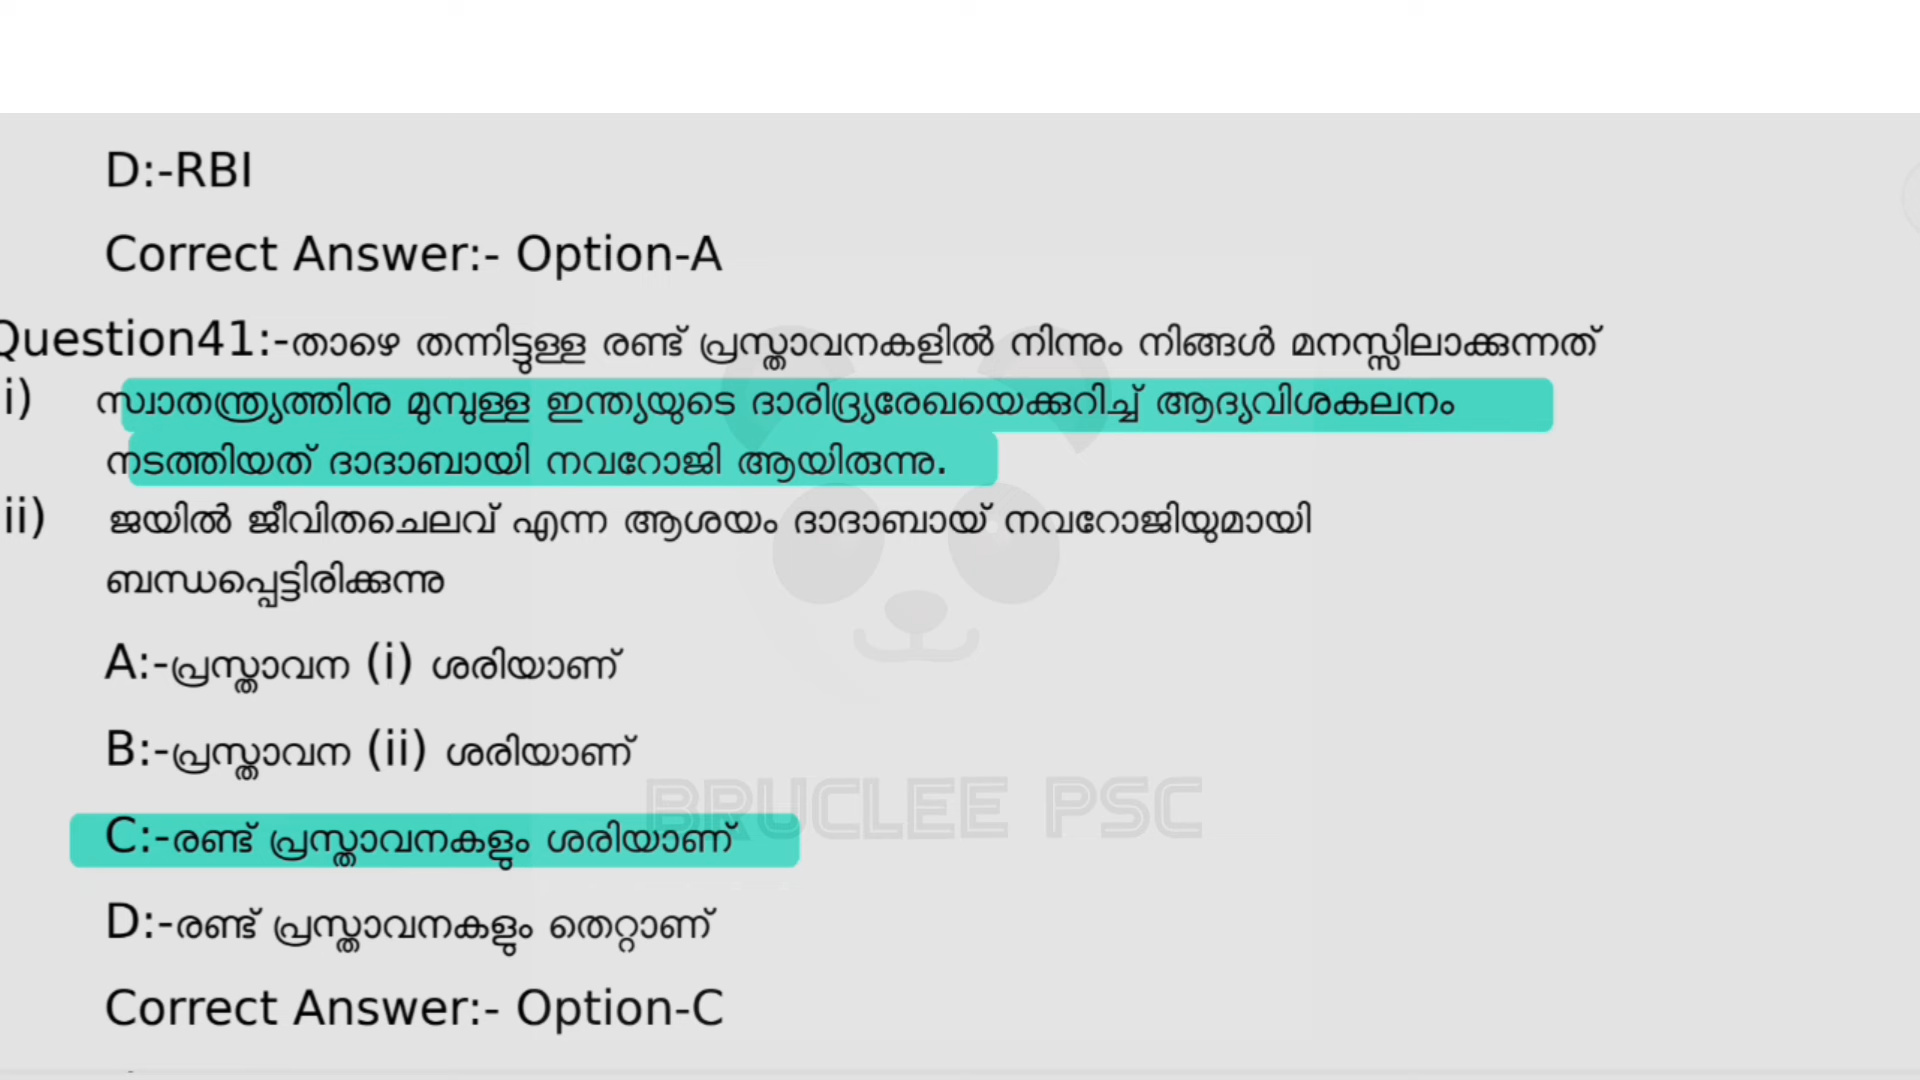 D:-RBI
Correct Answer:- Option-A
Question41:-താഴെ തന്നിട്ടുള്ള രണ്ട് പ്രസ്താവനകളിൽ നിന്നും നിങ്ങൾ മനസ്സിലാക്കുന്നത്
i) സ്വാതന്ത്ര്യത്തിനു മുമ്പുള്ള ഇന്ത്യയുടെ ദാരിദ്ര്യരേഖയെക്കുറിച്ച് ആദ്യവിശകലനം
നടത്തിയത് ദാദാബായി നവറോജി ആയിരുന്നു.
ii) ജയിൽ ജീവിതചെലവ് എന്ന ആശയം ദാദാബായ് നവറോജിയുമായി
ബന്ധപ്പെട്ടിരിക്കുന്നു
A:-പ്രസ്താവന (i) ശരിയാണ്
B:-പ്രസ്താവന (ii) ശരിയാണ്
BRUCLEE PSC
C:-രണ്ട് പ്രസ്താവനകളും ശരിയാണ്
D:-രണ്ട് പ്രസ്താവനകളും തെറ്റാണ്
Correct Answer:- Option-C